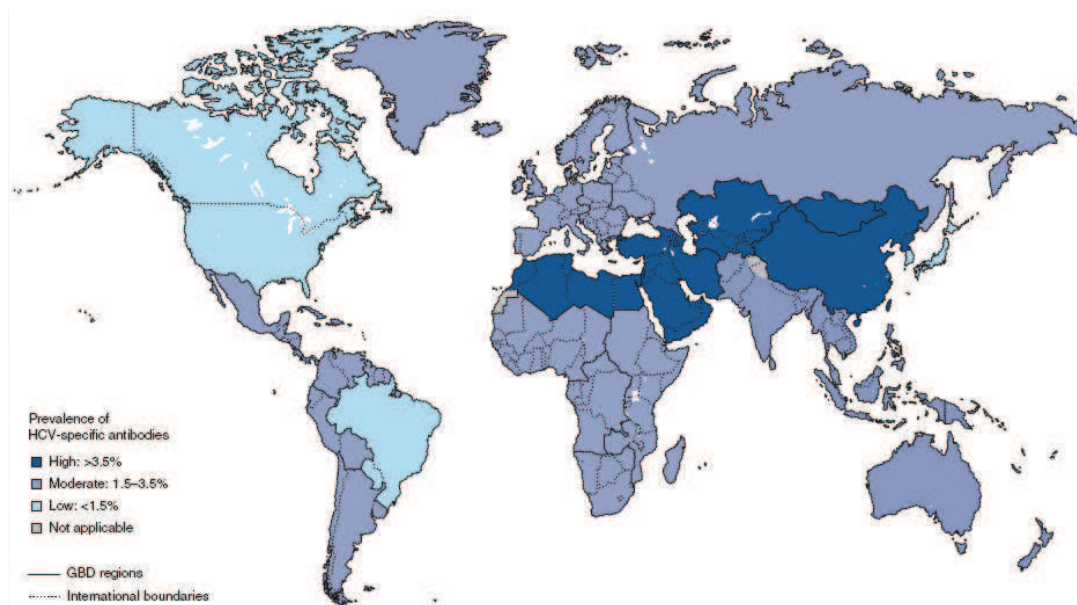 Prevalence of
HCV-specific antibodies
High: >3.5%
Moderate: 1.5–3.5%
Low: <1.5%
Not applicable
GBD regions
International boundaries